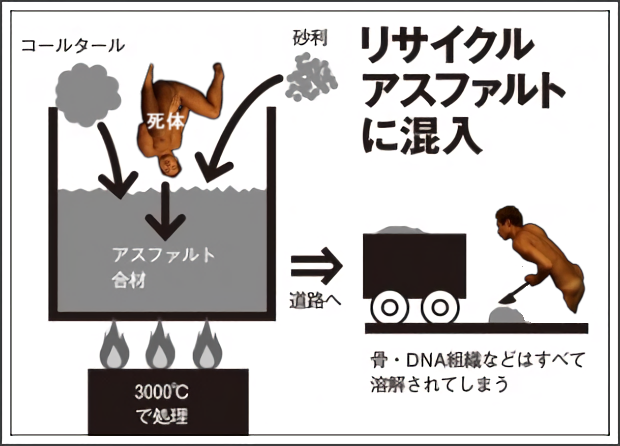 コールタール
砂利
死体
リサイクル
アスファルト
に混入
アスファルト
合材
道路へ
3000℃
で処理
骨・DNA組織などはすべて
溶解されてしまう